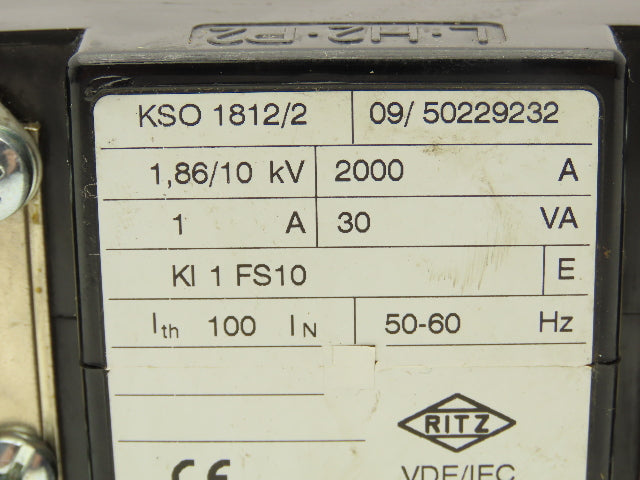 L·H2·P2
KSO 1812/2 09/ 50229232
1,86/10 kV 2000 A
1 A 30 VA
Kl 1 FS10 E
Ith 100 IN 50-60 Hz
RITZ
CE VDE/IEC